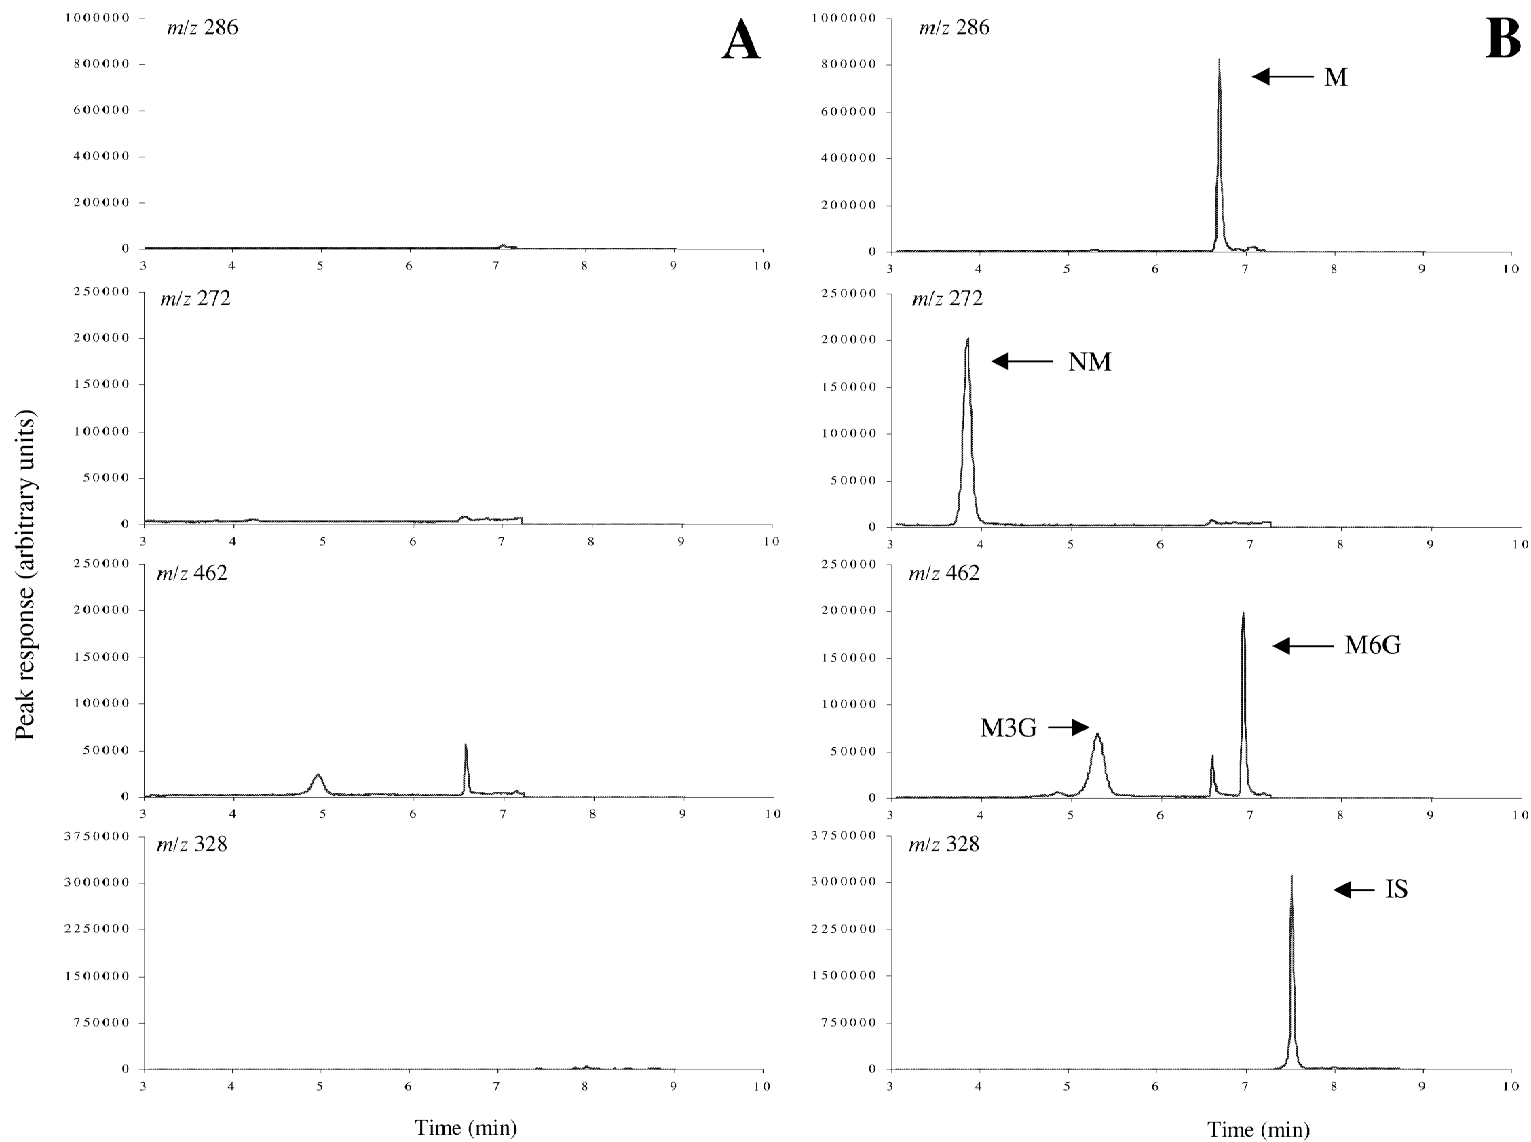 A
m/z 286
1000000
800000
600000
400000
200000
0
3 4 5 6 7 8 9 10
m/z 272
250000
200000
150000
100000
50000
0
3 4 5 6 7 8 9 10
m/z 462
250000
200000
150000
100000
50000
0
3 4 5 6 7 8 9 10
m/z 328
3750000
3000000
2250000
1500000
750000
0
3 4 5 6 7 8 9 10
Peak response (arbitrary units)
Time (min)
B
m/z 286
M
1000000
800000
600000
400000
200000
0
3 4 5 6 7 8 9 10
m/z 272
NM
250000
200000
150000
100000
50000
0
3 4 5 6 7 8 9 10
m/z 462
M6G
M3G
250000
200000
150000
100000
50000
0
3 4 5 6 7 8 9 10
m/z 328
IS
3750000
3000000
2250000
1500000
750000
0
3 4 5 6 7 8 9 10
Time (min)